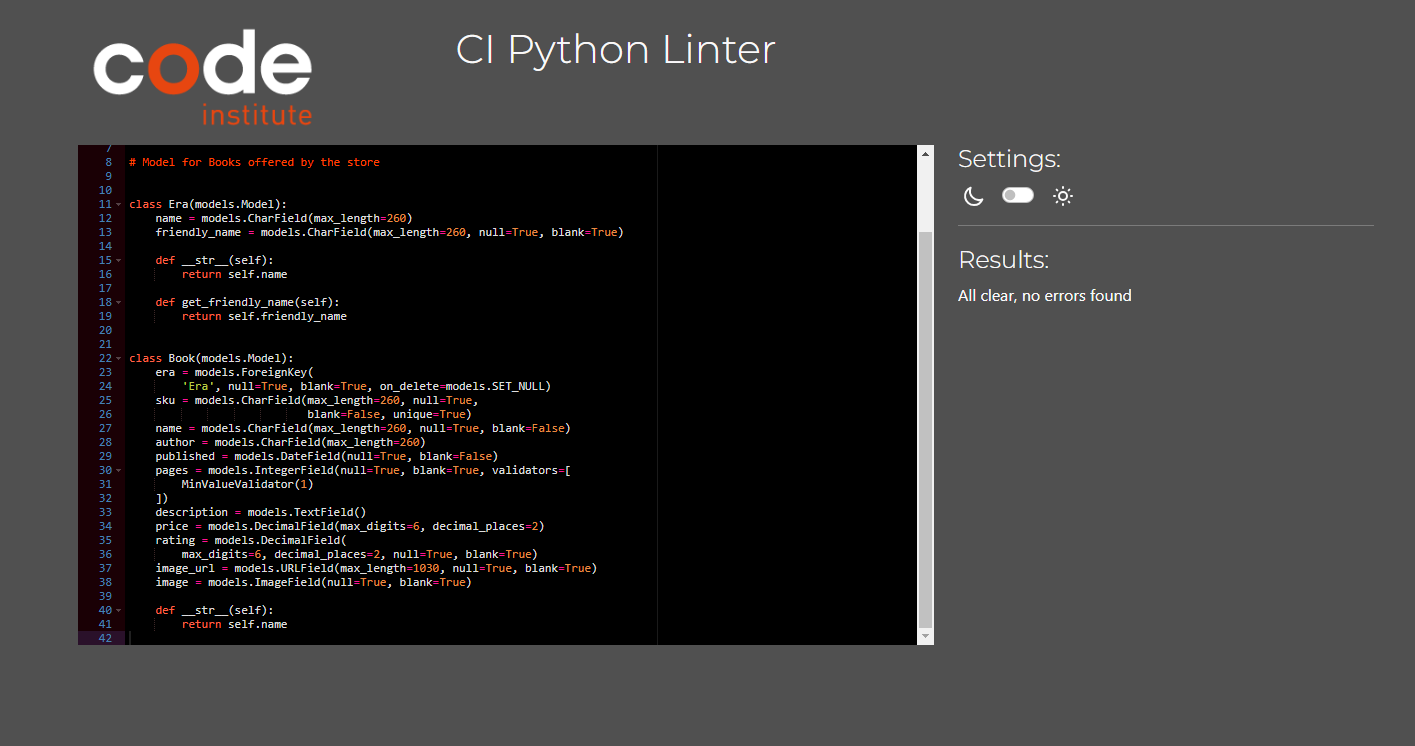 code
institute
CI Python Linter
7
8 # Model for Books offered by the store
9
10
11 class Era(models.Model):
12     name = models.CharField(max_length=260)
13     friendly_name = models.CharField(max_length=260, null=True, blank=True)
14
15     def __str__(self):
16         return self.name
17
18     def get_friendly_name(self):
19         return self.friendly_name
20
21
22 class Book(models.Model):
23     era = models.ForeignKey(
24         'Era', null=True, blank=True, on_delete=models.SET_NULL)
25     sku = models.CharField(max_length=260, null=True,
26                            blank=False, unique=True)
27     name = models.CharField(max_length=260, null=True, blank=False)
28     author = models.CharField(max_length=260)
29     published = models.DateField(null=True, blank=False)
30     pages = models.IntegerField(null=True, blank=True, validators=[
31         MinValueValidator(1)
32     ])
33     description = models.TextField()
34     price = models.DecimalField(max_digits=6, decimal_places=2)
35     rating = models.DecimalField(
36         max_digits=6, decimal_places=2, null=True, blank=True)
37     image_url = models.URLField(max_length=1030, null=True, blank=True)
38     image = models.ImageField(null=True, blank=True)
39
40     def __str__(self):
41         return self.name
42
Settings:
Results:
All clear, no errors found